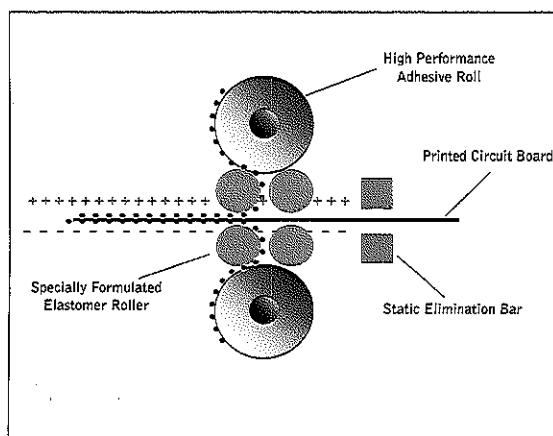 High Performance
Adhesive Roll
Printed Circuit Board
Specially Formulated
Elastomer Roller
Static Elimination Bar